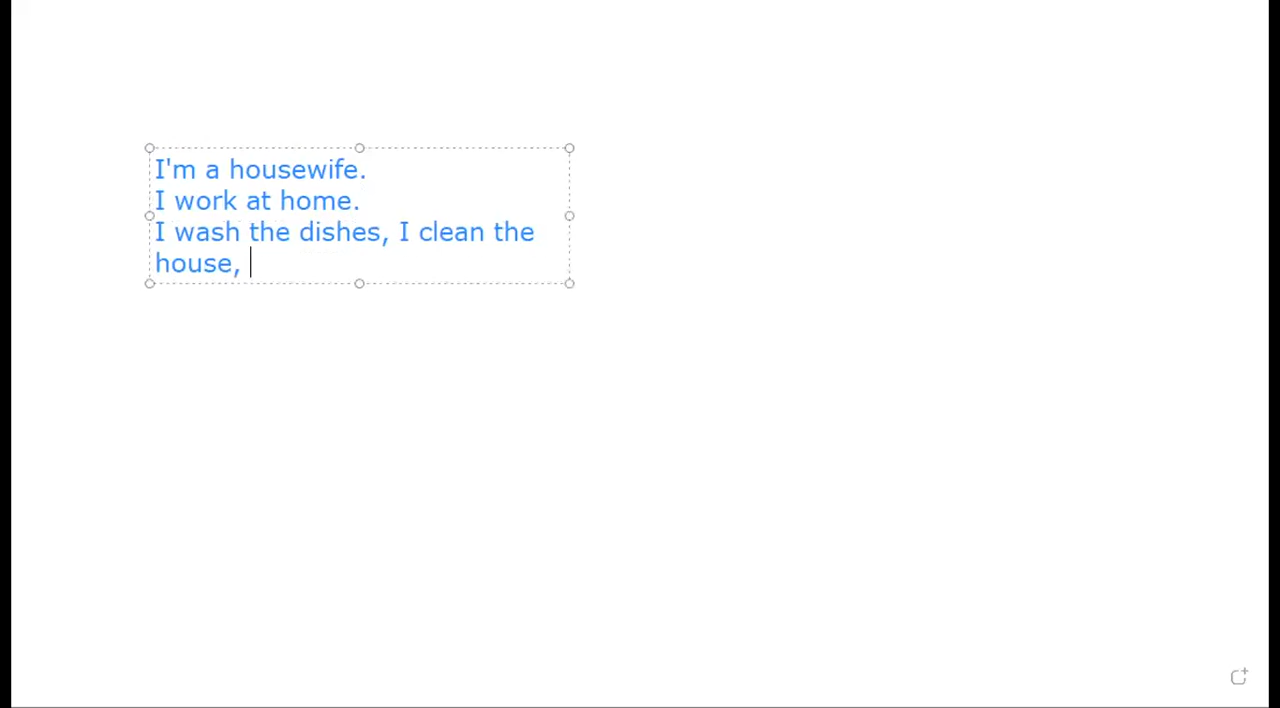 I'm a housewife.
I work at home.
I wash the dishes, I clean the
house,